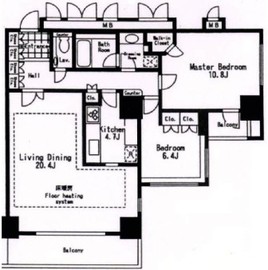 MB
MB
Entrance
Lav.
Bath Room
Walk-in Closet
Master Bedroom
10.8J
Hall
Clo.
Counter
Kitchen
4.7J
Clo.
Clo.
Balcony
Living Dining
20.4J
Bedroom
6.4J
床暖房
Floor heating
system
Balcony